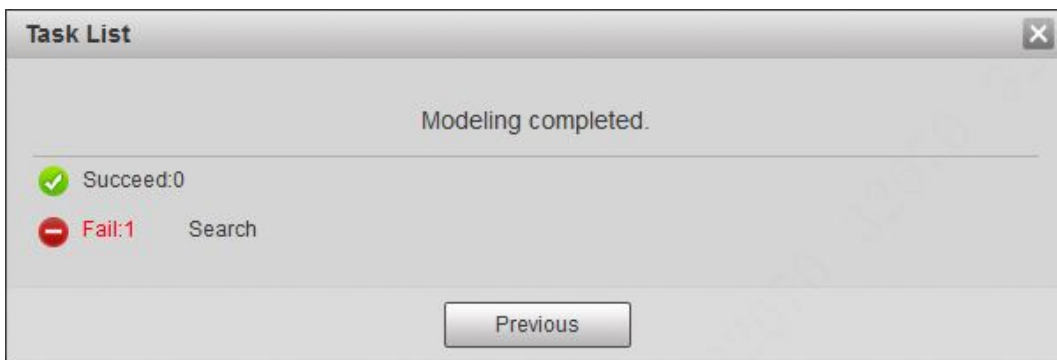 Task List
Modeling completed.
Succeed:0
Fail:1 Search
Previous